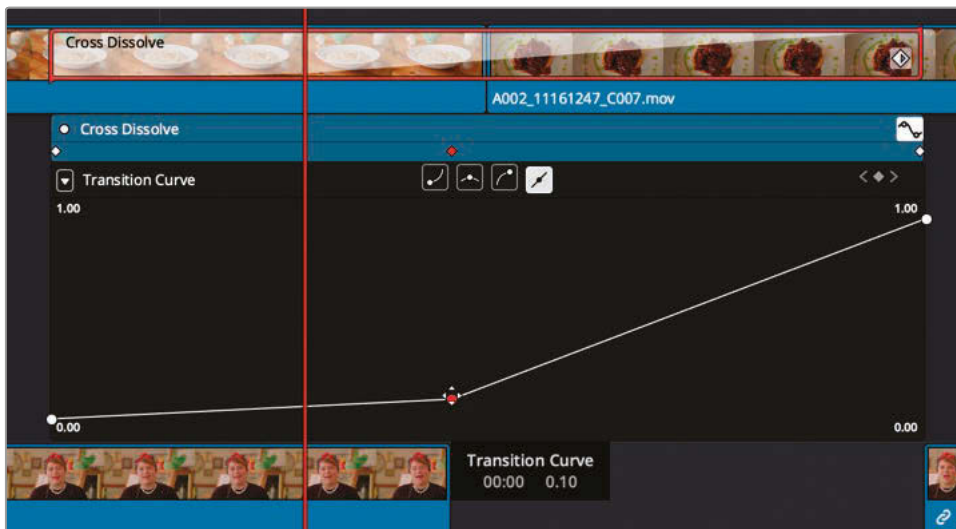 Cross Dissolve
A002_11161247_C007.mov
Cross Dissolve
Transition Curve
1.00
1.00
0.00
0.00
Transition Curve
00:00 0.10